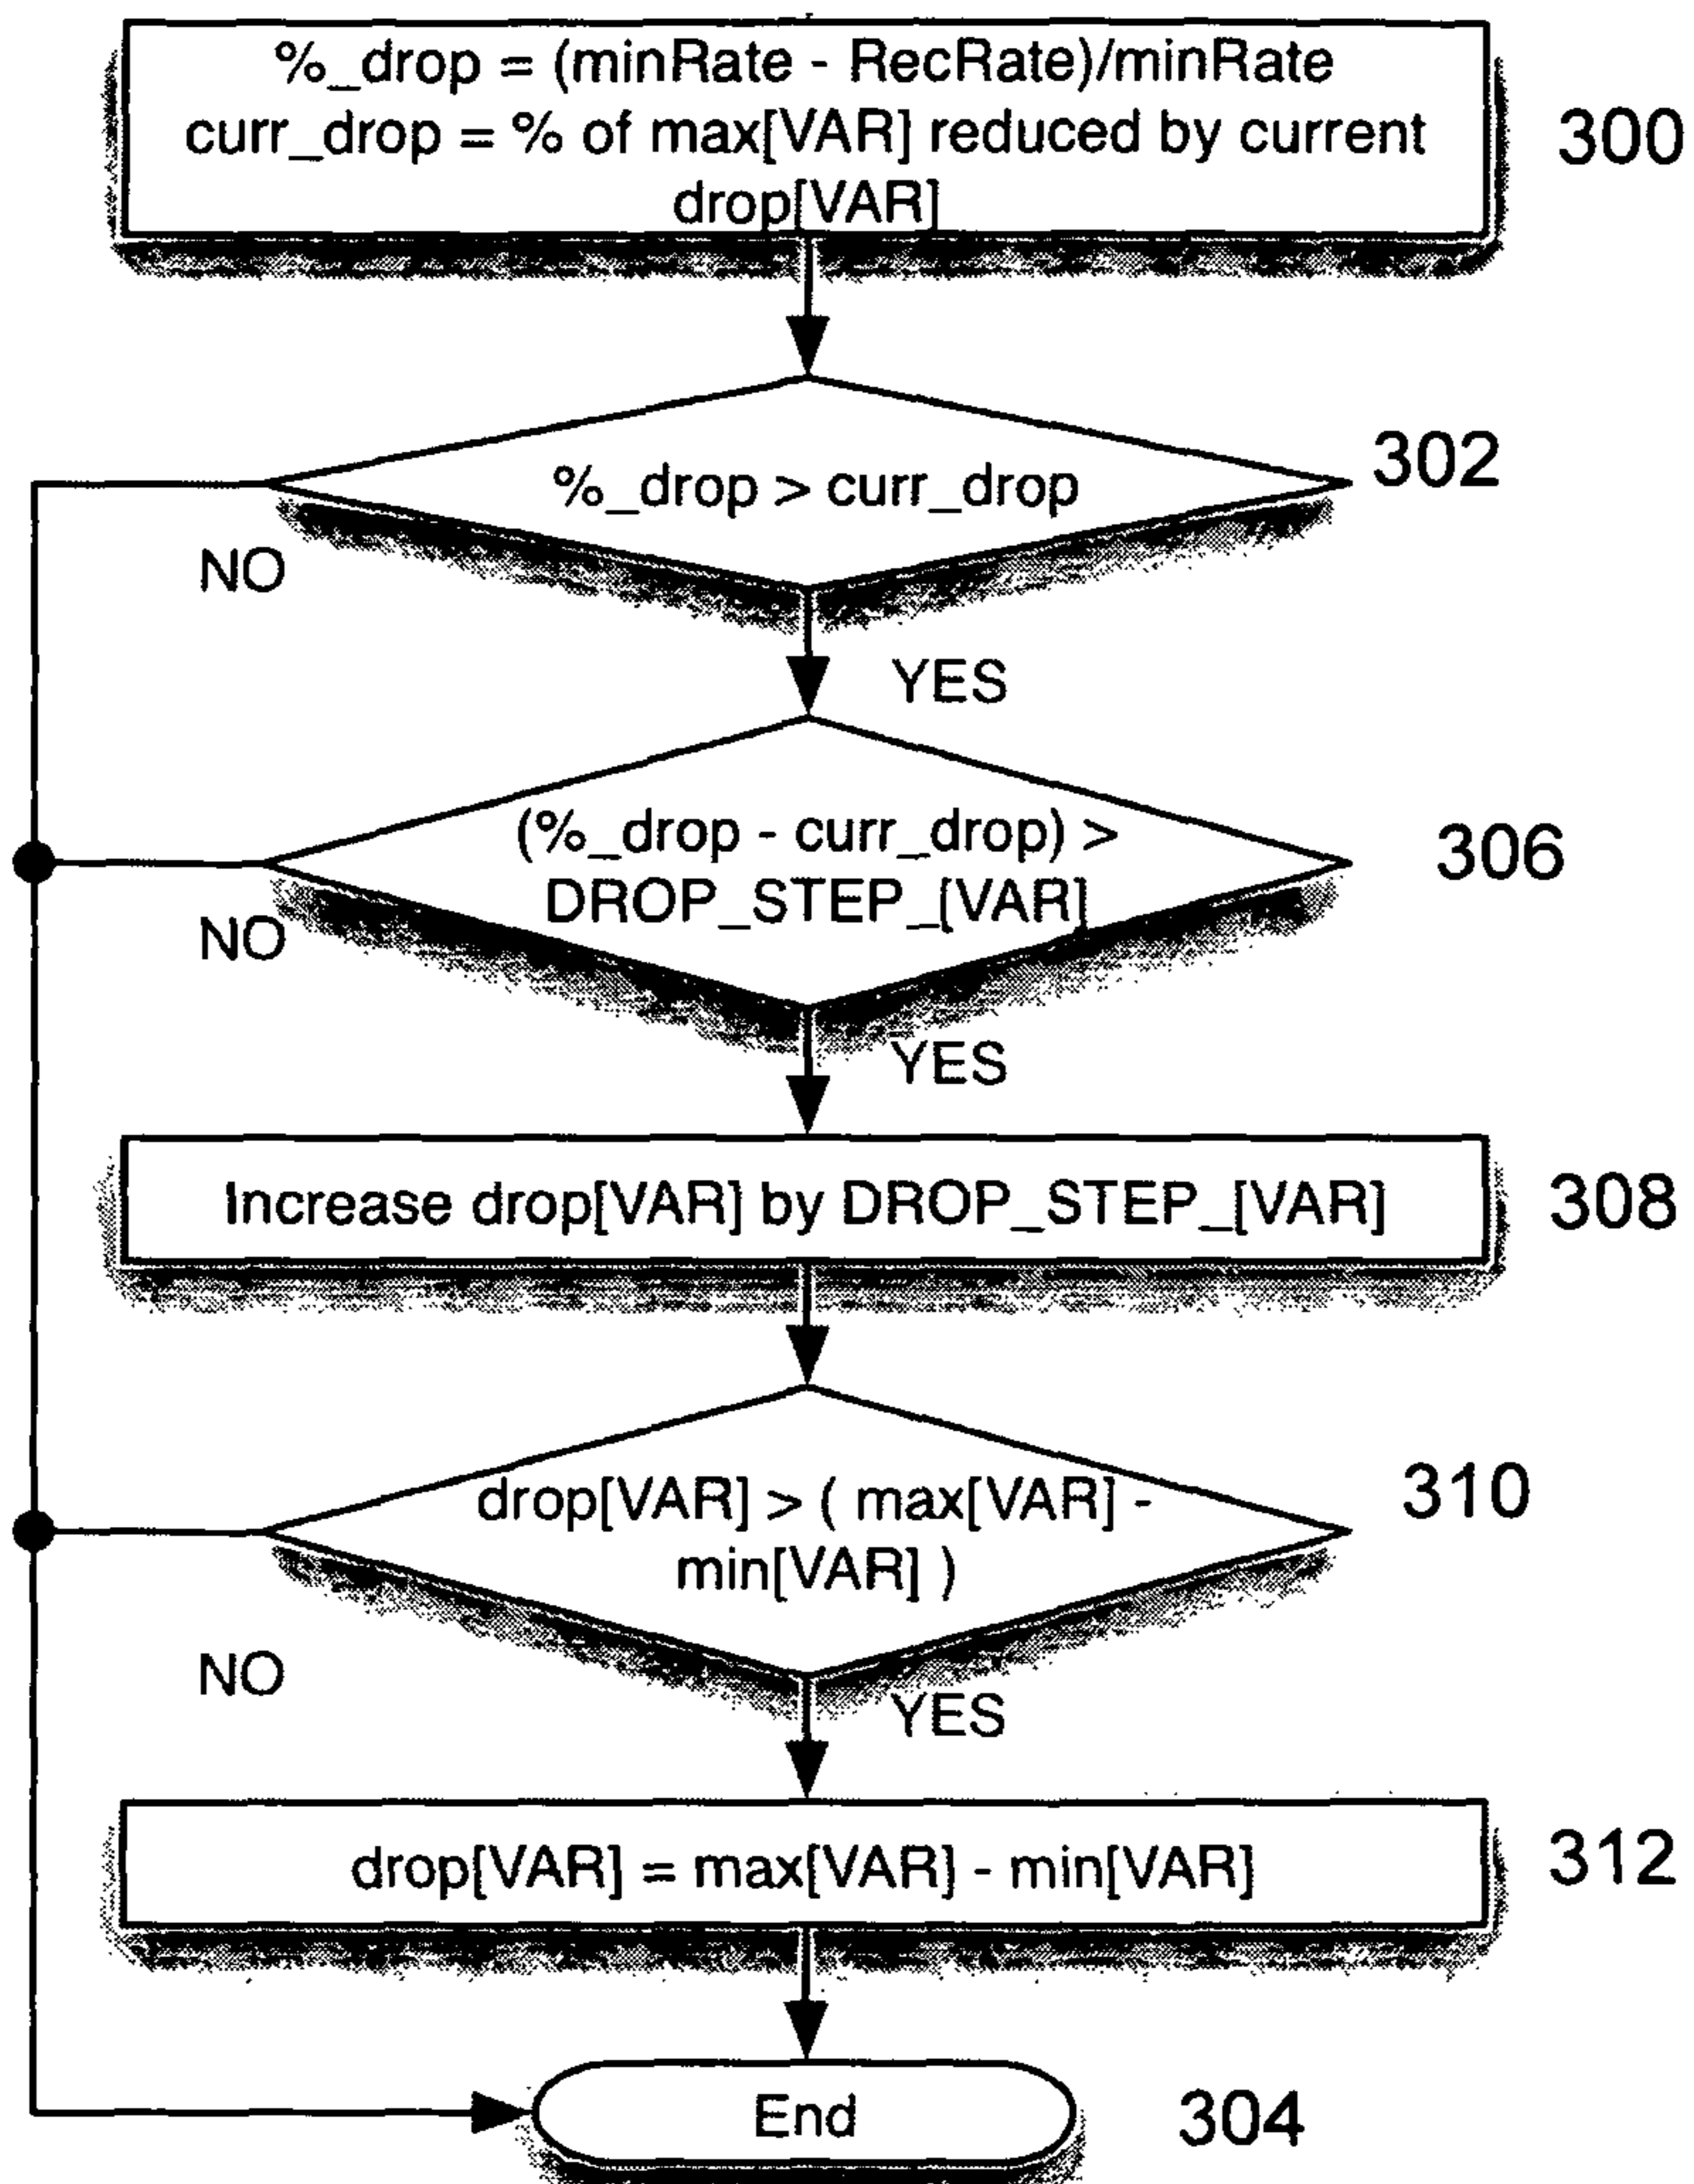 %_drop = (minRate - RecRate)/minRate
curr_drop = % of max[VAR] reduced by current
drop[VAR]
300
%_drop > curr_drop
302
NO
YES
(%_drop - curr_drop) >
DROP_STEP_[VAR]
306
NO
YES
Increase drop[VAR] by DROP_STEP_[VAR]
308
drop[VAR] > ( max[VAR] -
min[VAR] )
310
NO
YES
drop[VAR] = max[VAR] - min[VAR]
312
End
304